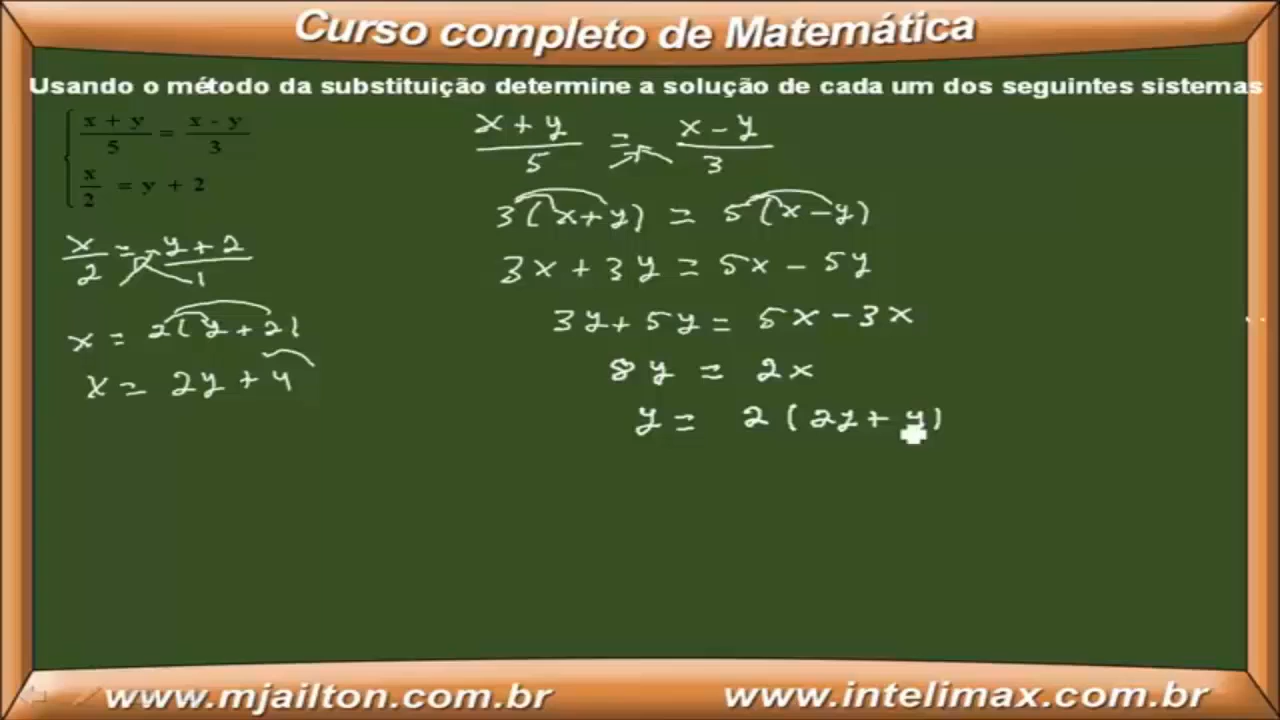 Curso completo de Matemática
Usando o método da substituição determine a solução de cada um dos seguintes sistemas
x + y / 5 = x - y / 3
x / 2 = y + 2
x / 2 = y + 2 / 1
x = 2(y + 2)
x = 2y + 4
x + y / 5 = x - y / 3
3(x + y) = 5(x - y)
3x + 3y = 5x - 5y
3y + 5y = 5x - 3x
8y = 2x
y = 2(2y + 4)
www.mjailton.com.br
www.intelimax.com.br